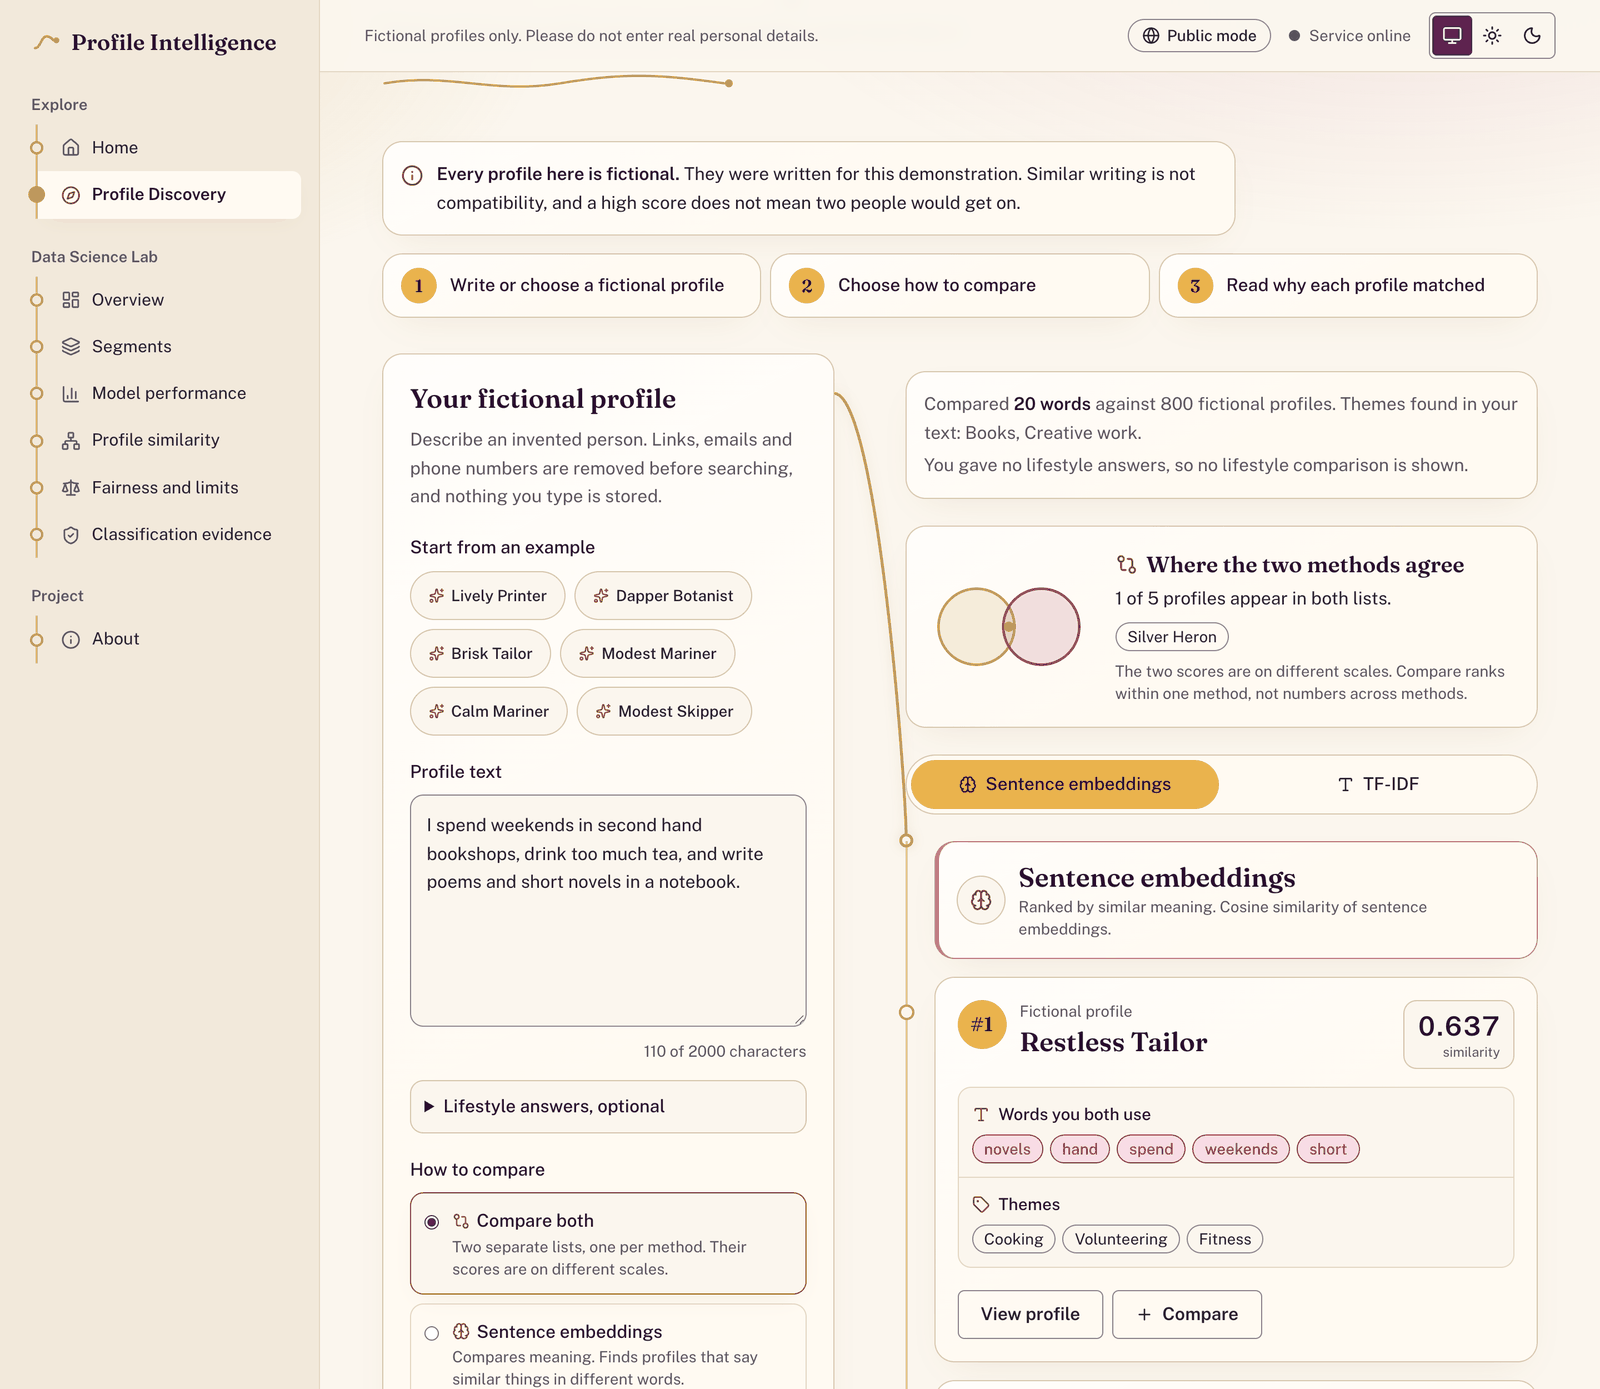 Profile Intelligence
Explore
Home
Profile Discovery
Data Science Lab
Overview
Segments
Model performance
Profile similarity
Fairness and limits
Classification evidence
Project
About
Fictional profiles only. Please do not enter real personal details.
Public mode
Service online
Every profile here is fictional. They were written for this demonstration. Similar writing is not
compatibility, and a high score does not mean two people would get on.
1 Write or choose a fictional profile
2 Choose how to compare
3 Read why each profile matched
Your fictional profile
Describe an invented person. Links, emails and
phone numbers are removed before searching,
and nothing you type is stored.
Start from an example
Lively Printer
Dapper Botanist
Brisk Tailor
Modest Mariner
Calm Mariner
Modest Skipper
Profile text
I spend weekends in second hand
bookshops, drink too much tea, and write
poems and short novels in a notebook.
110 of 2000 characters
Lifestyle answers, optional
How to compare
Compare both
Two separate lists, one per method. Their
scores are on different scales.
Sentence embeddings
Compares meaning. Finds profiles that say
similar things in different words.
Compared 20 words against 800 fictional profiles. Themes found in your
text: Books, Creative work.
You gave no lifestyle answers, so no lifestyle comparison is shown.
Where the two methods agree
1 of 5 profiles appear in both lists.
Silver Heron
The two scores are on different scales. Compare ranks
within one method, not numbers across methods.
Sentence embeddings
TF-IDF
Sentence embeddings
Ranked by similar meaning. Cosine similarity of sentence
embeddings.
#1
Fictional profile
Restless Tailor
0.637
similarity
Words you both use
novels hand spend weekends short
Themes
Cooking Volunteering Fitness
View profile
+ Compare